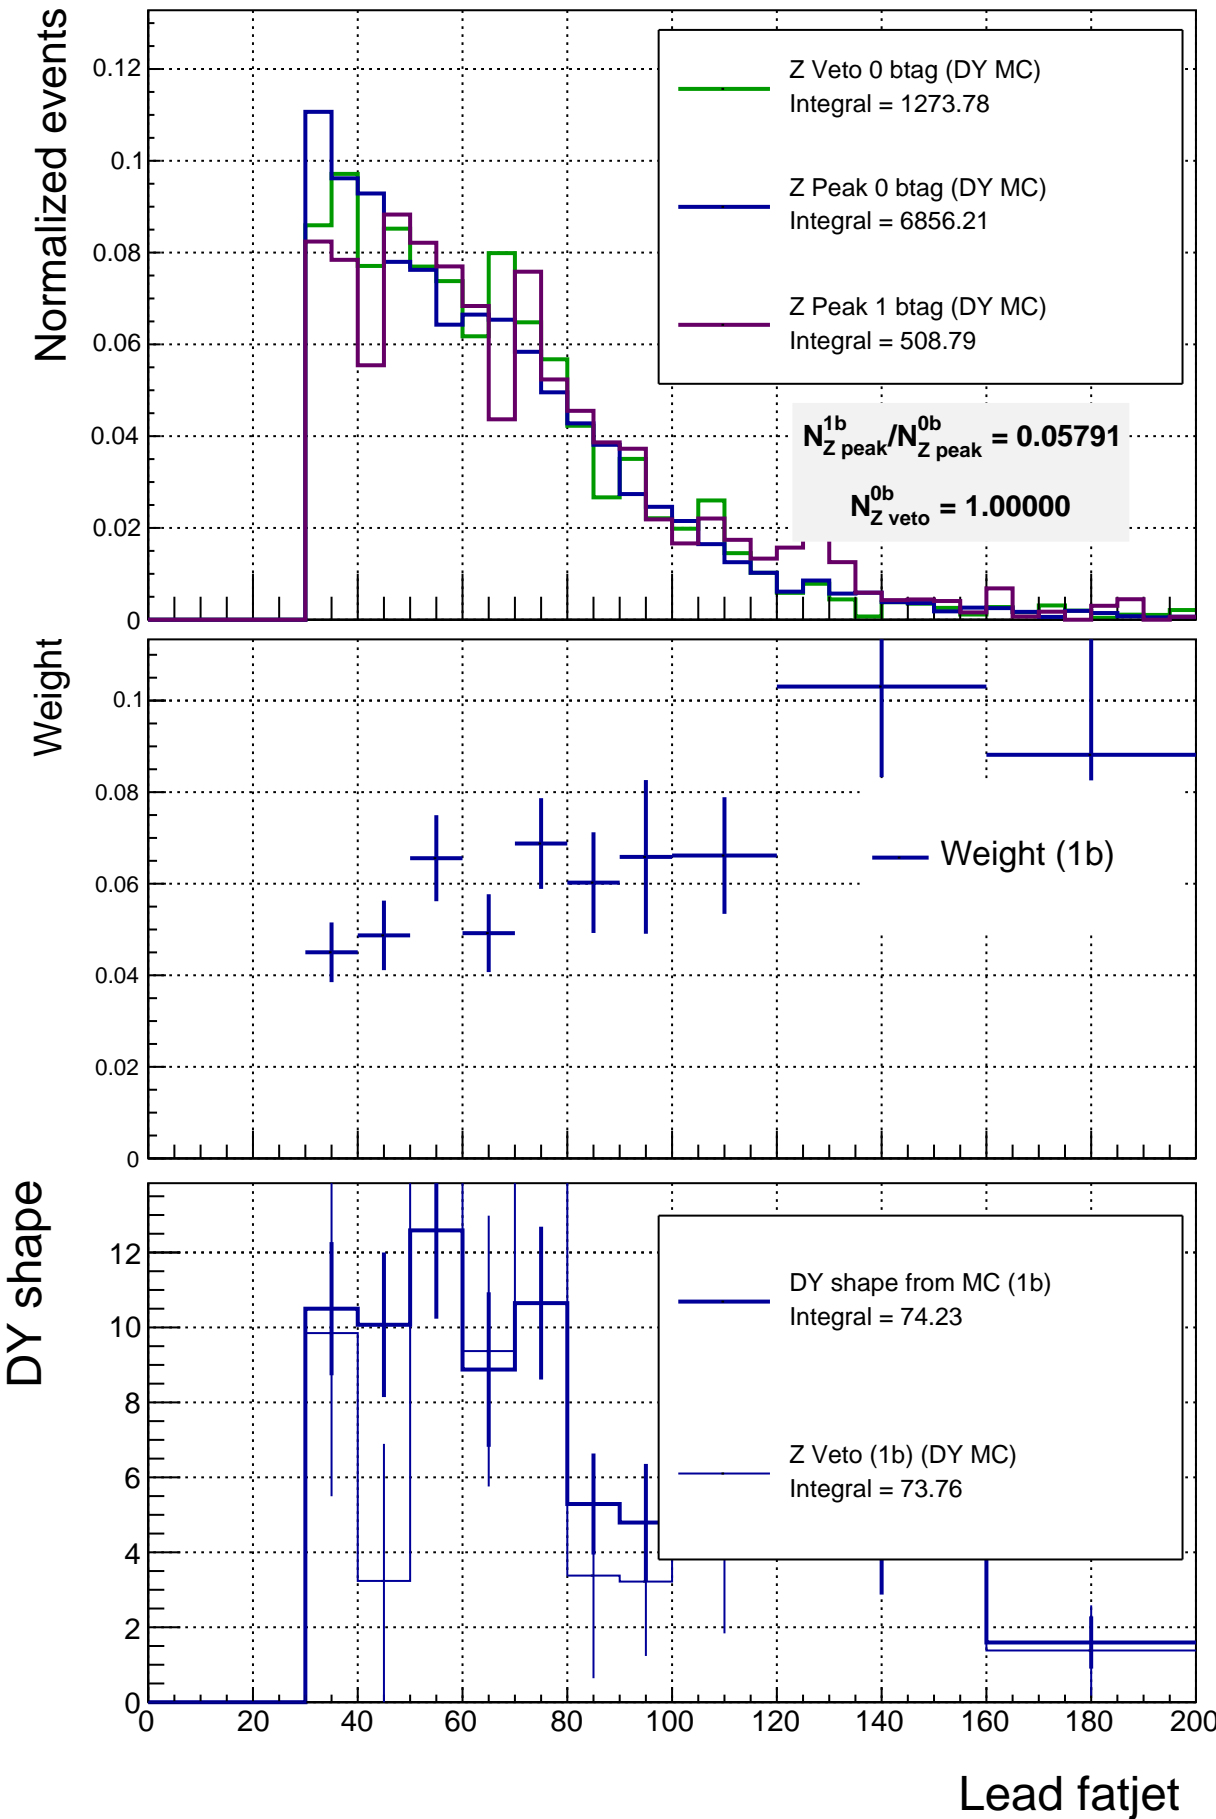 Normalized events
0.12
0.1
0.08
0.06
0.04
0.02
0
Z Veto 0 btag (DY MC)
Integral = 1273.78
Z Peak 0 btag (DY MC)
Integral = 6856.21
Z Peak 1 btag (DY MC)
Integral = 508.79
N^{1b}_{Z peak}/N^{0b}_{Z peak} = 0.05791
N^{0b}_{Z veto} = 1.00000
Weight
0.1
0.08
0.06
0.04
0.02
0
Weight (1b)
DY shape
12
10
8
6
4
2
0
DY shape from MC (1b)
Integral = 74.23
Z Veto (1b) (DY MC)
Integral = 73.76
0 20 40 60 80 100 120 140 160 180 200
Lead fatjet